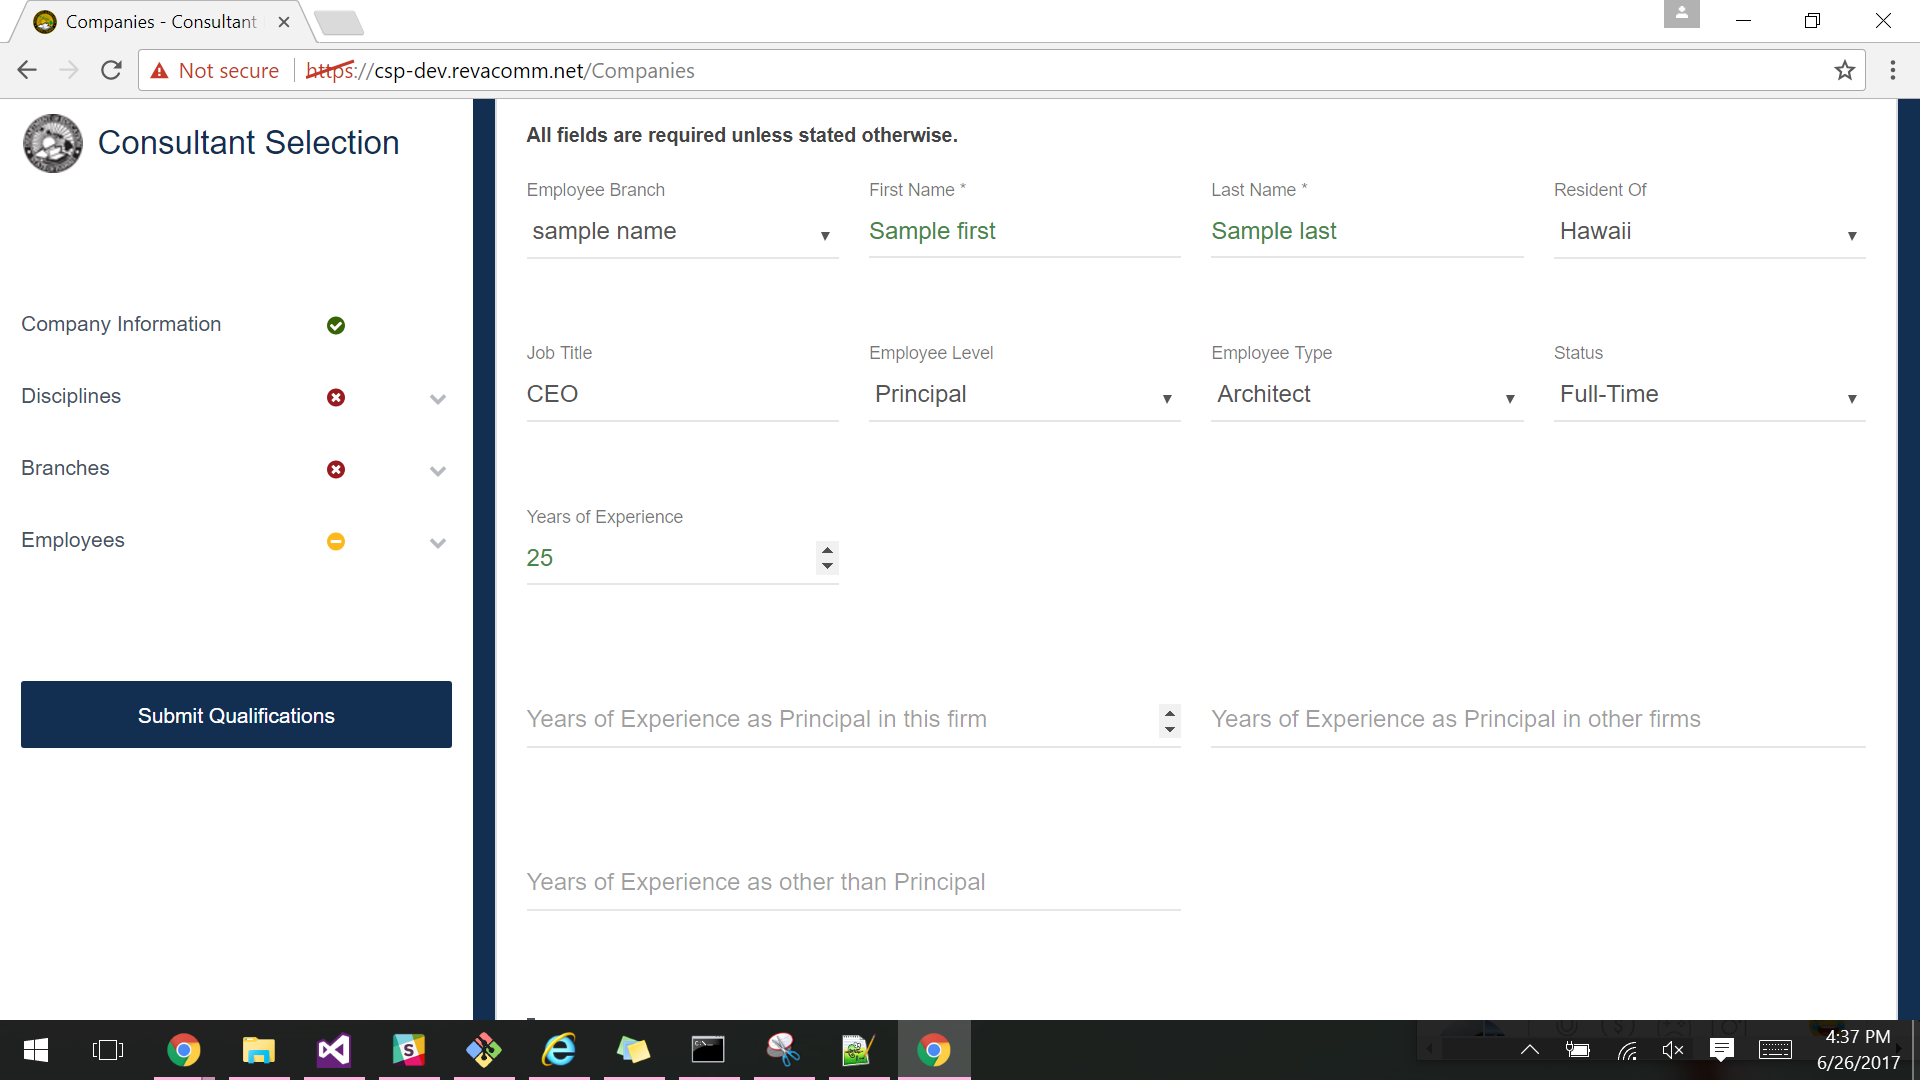 Companies - Consultant
Not secure
https://csp-dev.revacomm.net/Companies
Consultant Selection
All fields are required unless stated otherwise.
Employee Branch
First Name *
Last Name *
Resident Of
sample name
Sample first
Sample last
Hawaii
Company Information
Job Title
Employee Level
Employee Type
Status
CEO
Principal
Architect
Full-Time
Disciplines
Branches
Years of Experience
25
Employees
Submit Qualifications
Years of Experience as Principal in this firm
Years of Experience as Principal in other firms
Years of Experience as other than Principal
4:37 PM
6/26/2017